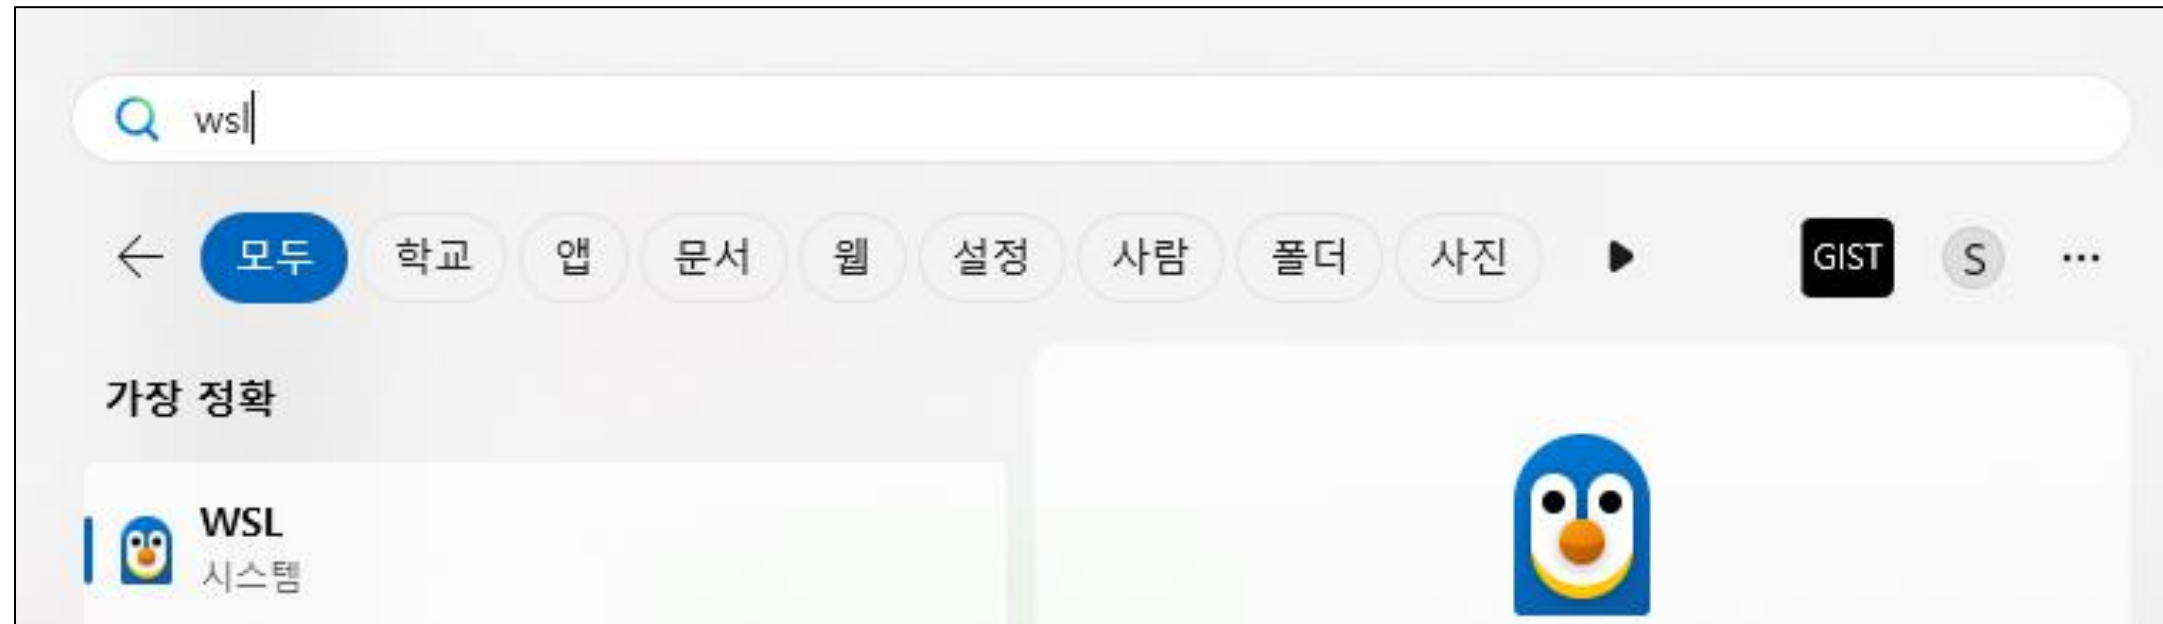 wsl
모두 학교 앱 문서 웹 설정 사람 폴더 사진 GIST S
가장 정확
WSL
시스템